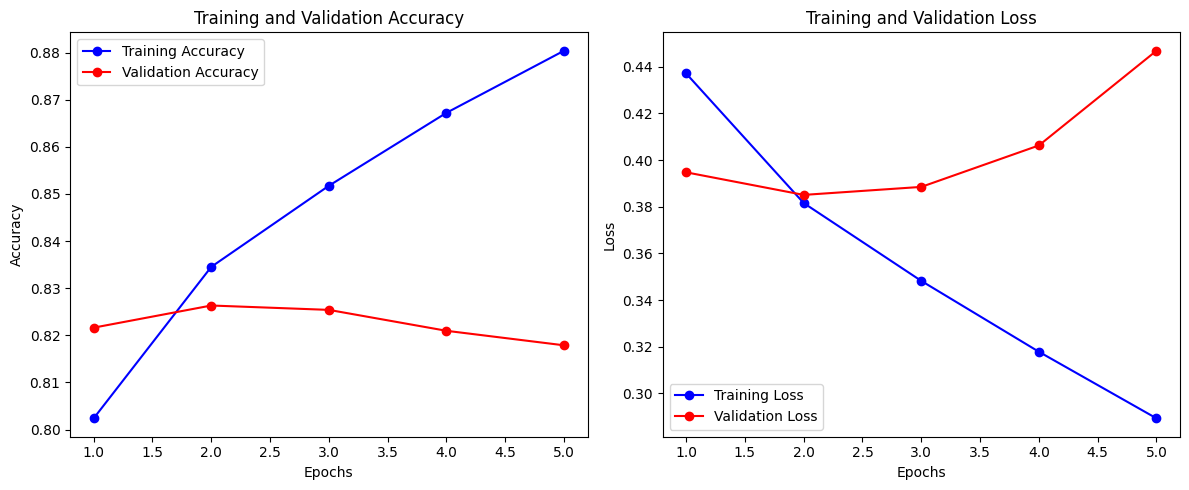 Training and Validation Accuracy
Training Accuracy
Validation Accuracy
0.88
0.87
0.86
0.85
0.84
0.83
0.82
0.81
0.80
Accuracy
1.0 1.5 2.0 2.5 3.0 3.5 4.0 4.5 5.0
Epochs
Training and Validation Loss
0.44
0.42
0.40
0.38
0.36
0.34
0.32
0.30
Loss
Training Loss
Validation Loss
1.0 1.5 2.0 2.5 3.0 3.5 4.0 4.5 5.0
Epochs